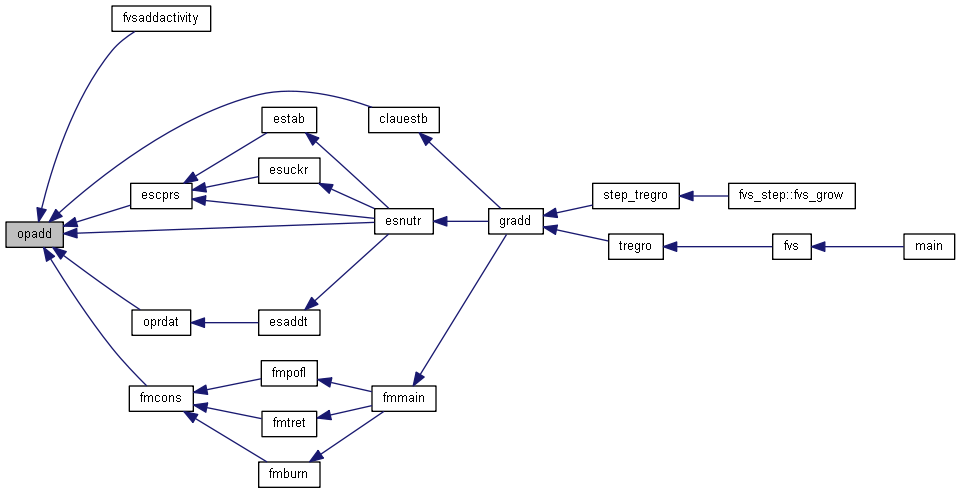 fvsaddactivity
estab
clauestb
esuckr
escprs
step_tregro
fvs_step::fvs_grow
opadd
esnutr
gradd
tregro
fvs
main
oprdat
esaddt
fmpofl
fmcons
fmmain
fmtret
fmburn